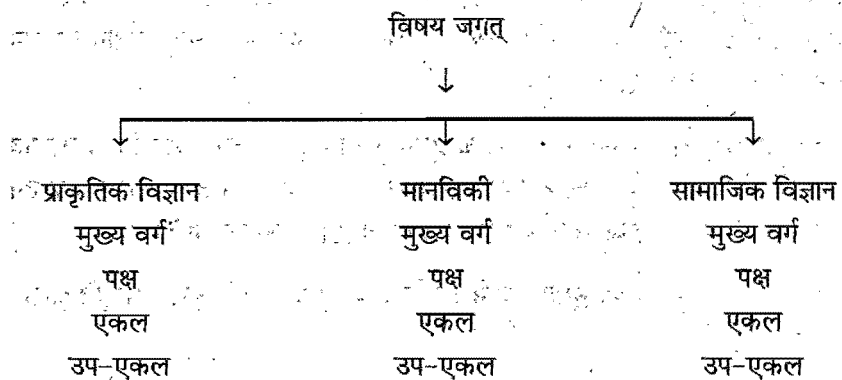 विषय जगत्
प्राकृतिक विज्ञान मानविकी सामाजिक विज्ञान
मुख्य वर्ग मुख्य वर्ग मुख्य वर्ग
पक्ष पक्ष पक्ष
एकल एकल एकल
उप-एकल उप-एकल उप-एकल